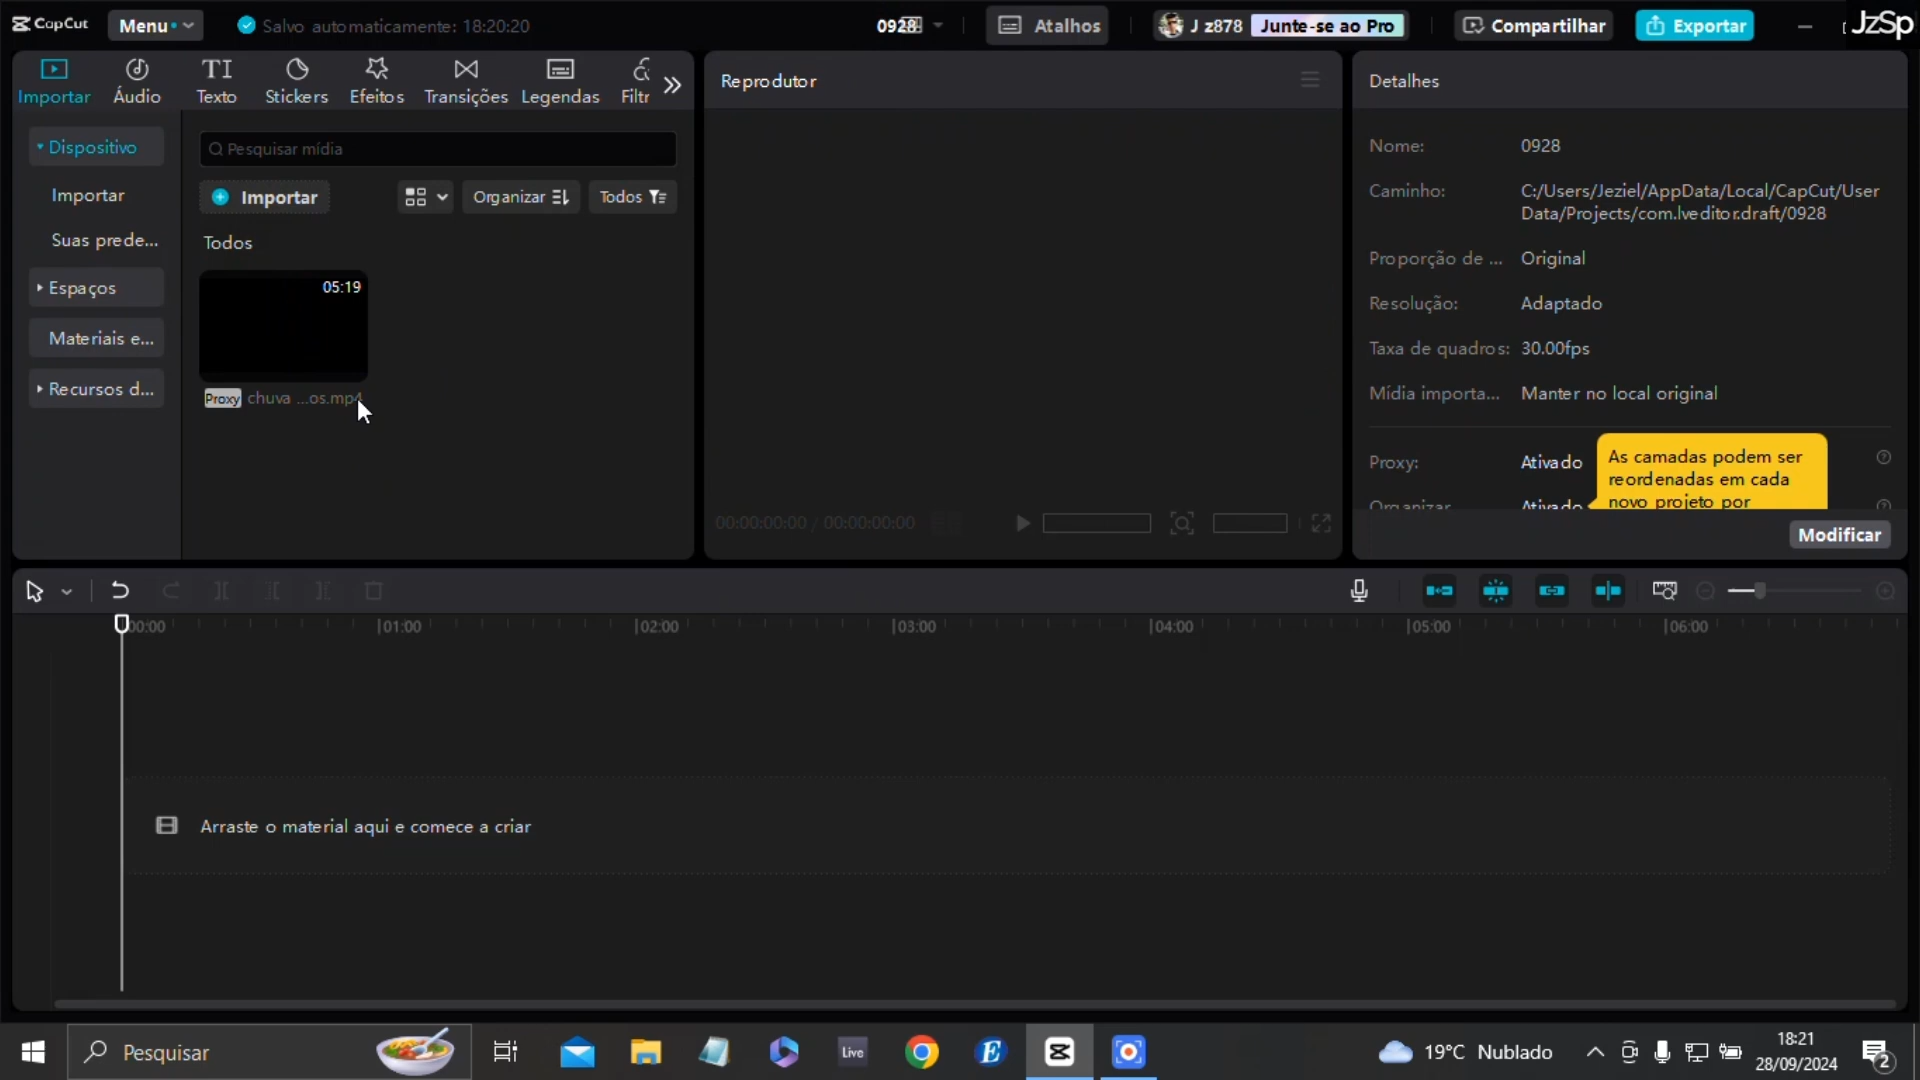 CapCut
Menu
Salvo automaticamente: 18:20:20
0928
Atalhos
J z878
Junte-se ao Pro
Compartilhar
Exportar
JzSp
Importar
Áudio
Texto
Stickers
Efeitos
Transições
Legendas
Filtr
Dispositivo
Importar
Suas prede...
Espaços
Materiais e...
Recursos d...
Pesquisar mídia
Importar
Organizar
Todos
Todos
05:19
Proxy chuva ...os.mp4
Reprodutor
00:00:00:00 / 00:00:00:00
Detalhes
Nome: 0928
Caminho: C:/Users/Jeziel/AppData/Local/CapCut/User
Data/Projects/com.lveditor.draft/0928
Proporção de ... Original
Resolução: Adaptado
Taxa de quadros: 30.00fps
Mídia importa... Manter no local original
Proxy: Ativado
Organizar Ativado
As camadas podem ser
reordenadas em cada
novo projeto por
Modificar
00:00
01:00
02:00
03:00
04:00
05:00
06:00
Arraste o material aqui e comece a criar
Pesquisar
Live
E
19°C Nublado
18:21
28/09/2024
2